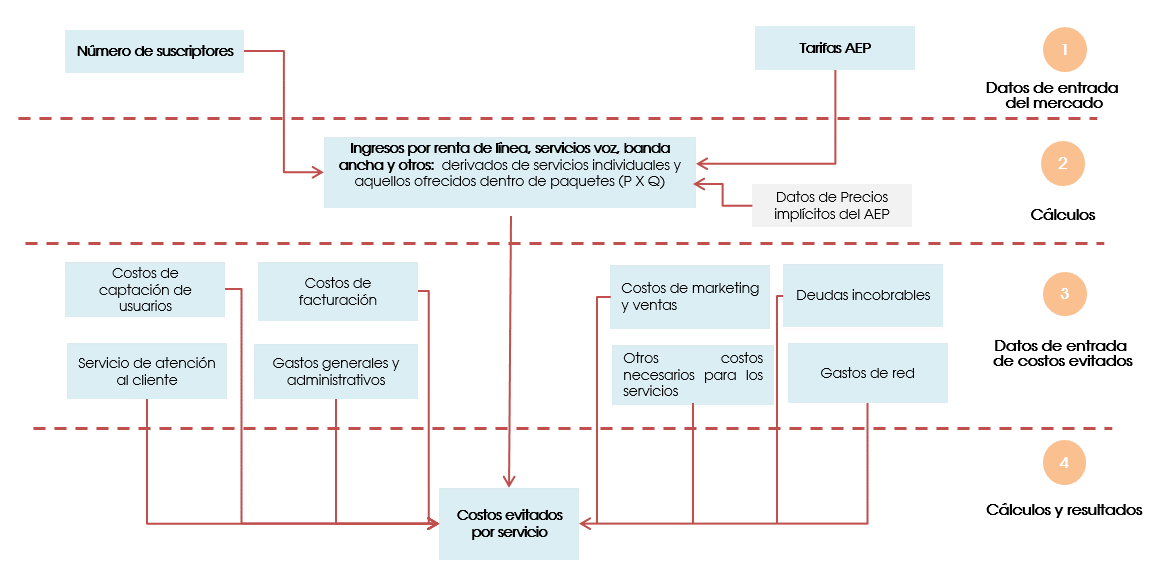 Número de suscriptores
Tarifas AEP
1
Datos de entrada
del mercado
Ingresos por renta de línea, servicios voz, banda
ancha y otros: derivados de servicios individuales y
aquellos ofrecidos dentro de paquetes (P X Q)
Datos de Precios
implícitos del AEP
2
Cálculos
Costos de
captación de
usuarios
Costos de
facturación
Costos de marketing
y ventas
Deudas incobrables
3
Datos de entrada
de costos evitados
Servicio de atención
al cliente
Gastos generales y
administrativos
Otros costos
necesarios para los
servicios
Gastos de red
4
Cálculos y resultados
Costos evitados
por servicio